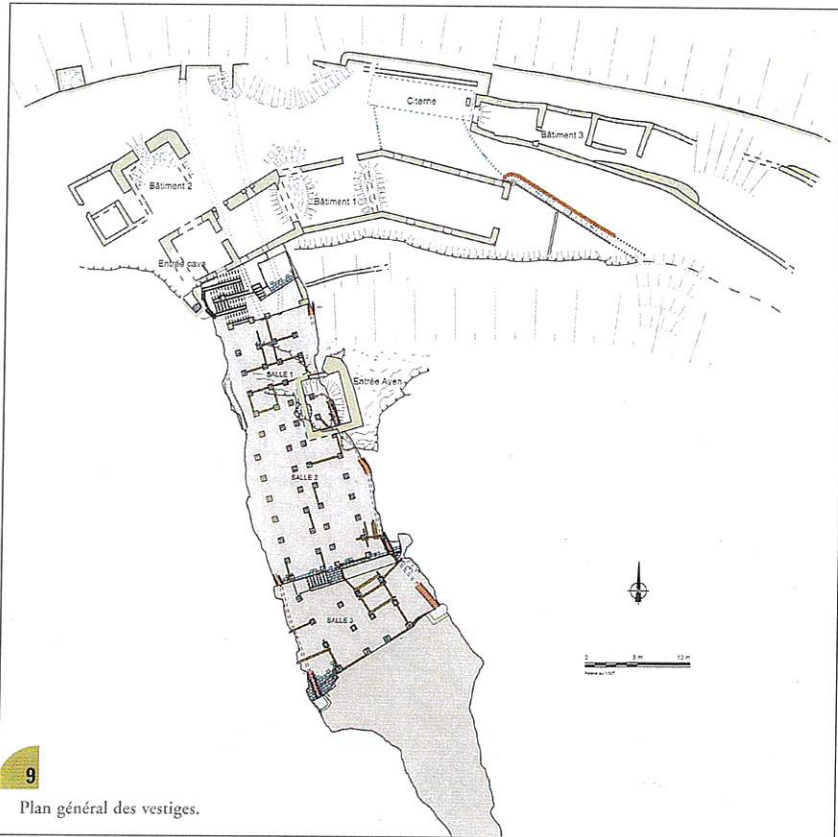 Citerne
Bâtiment 3
Bâtiment 2
Bâtiment 1
Entrée cave
SALLE 1
Entrée Aven
SALLE 2
SALLE 3
0 5 m 10 m
9
Plan général des vestiges.